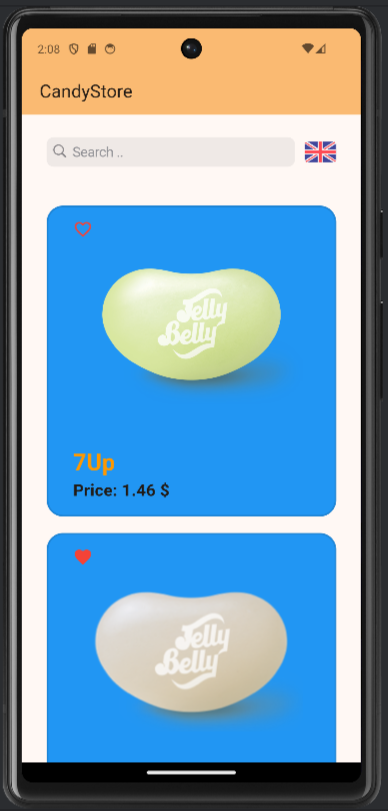 2:08
CandyStore
Search ..
Jelly
Belly
7Up
Price: 1.46 $
Jelly
Belly